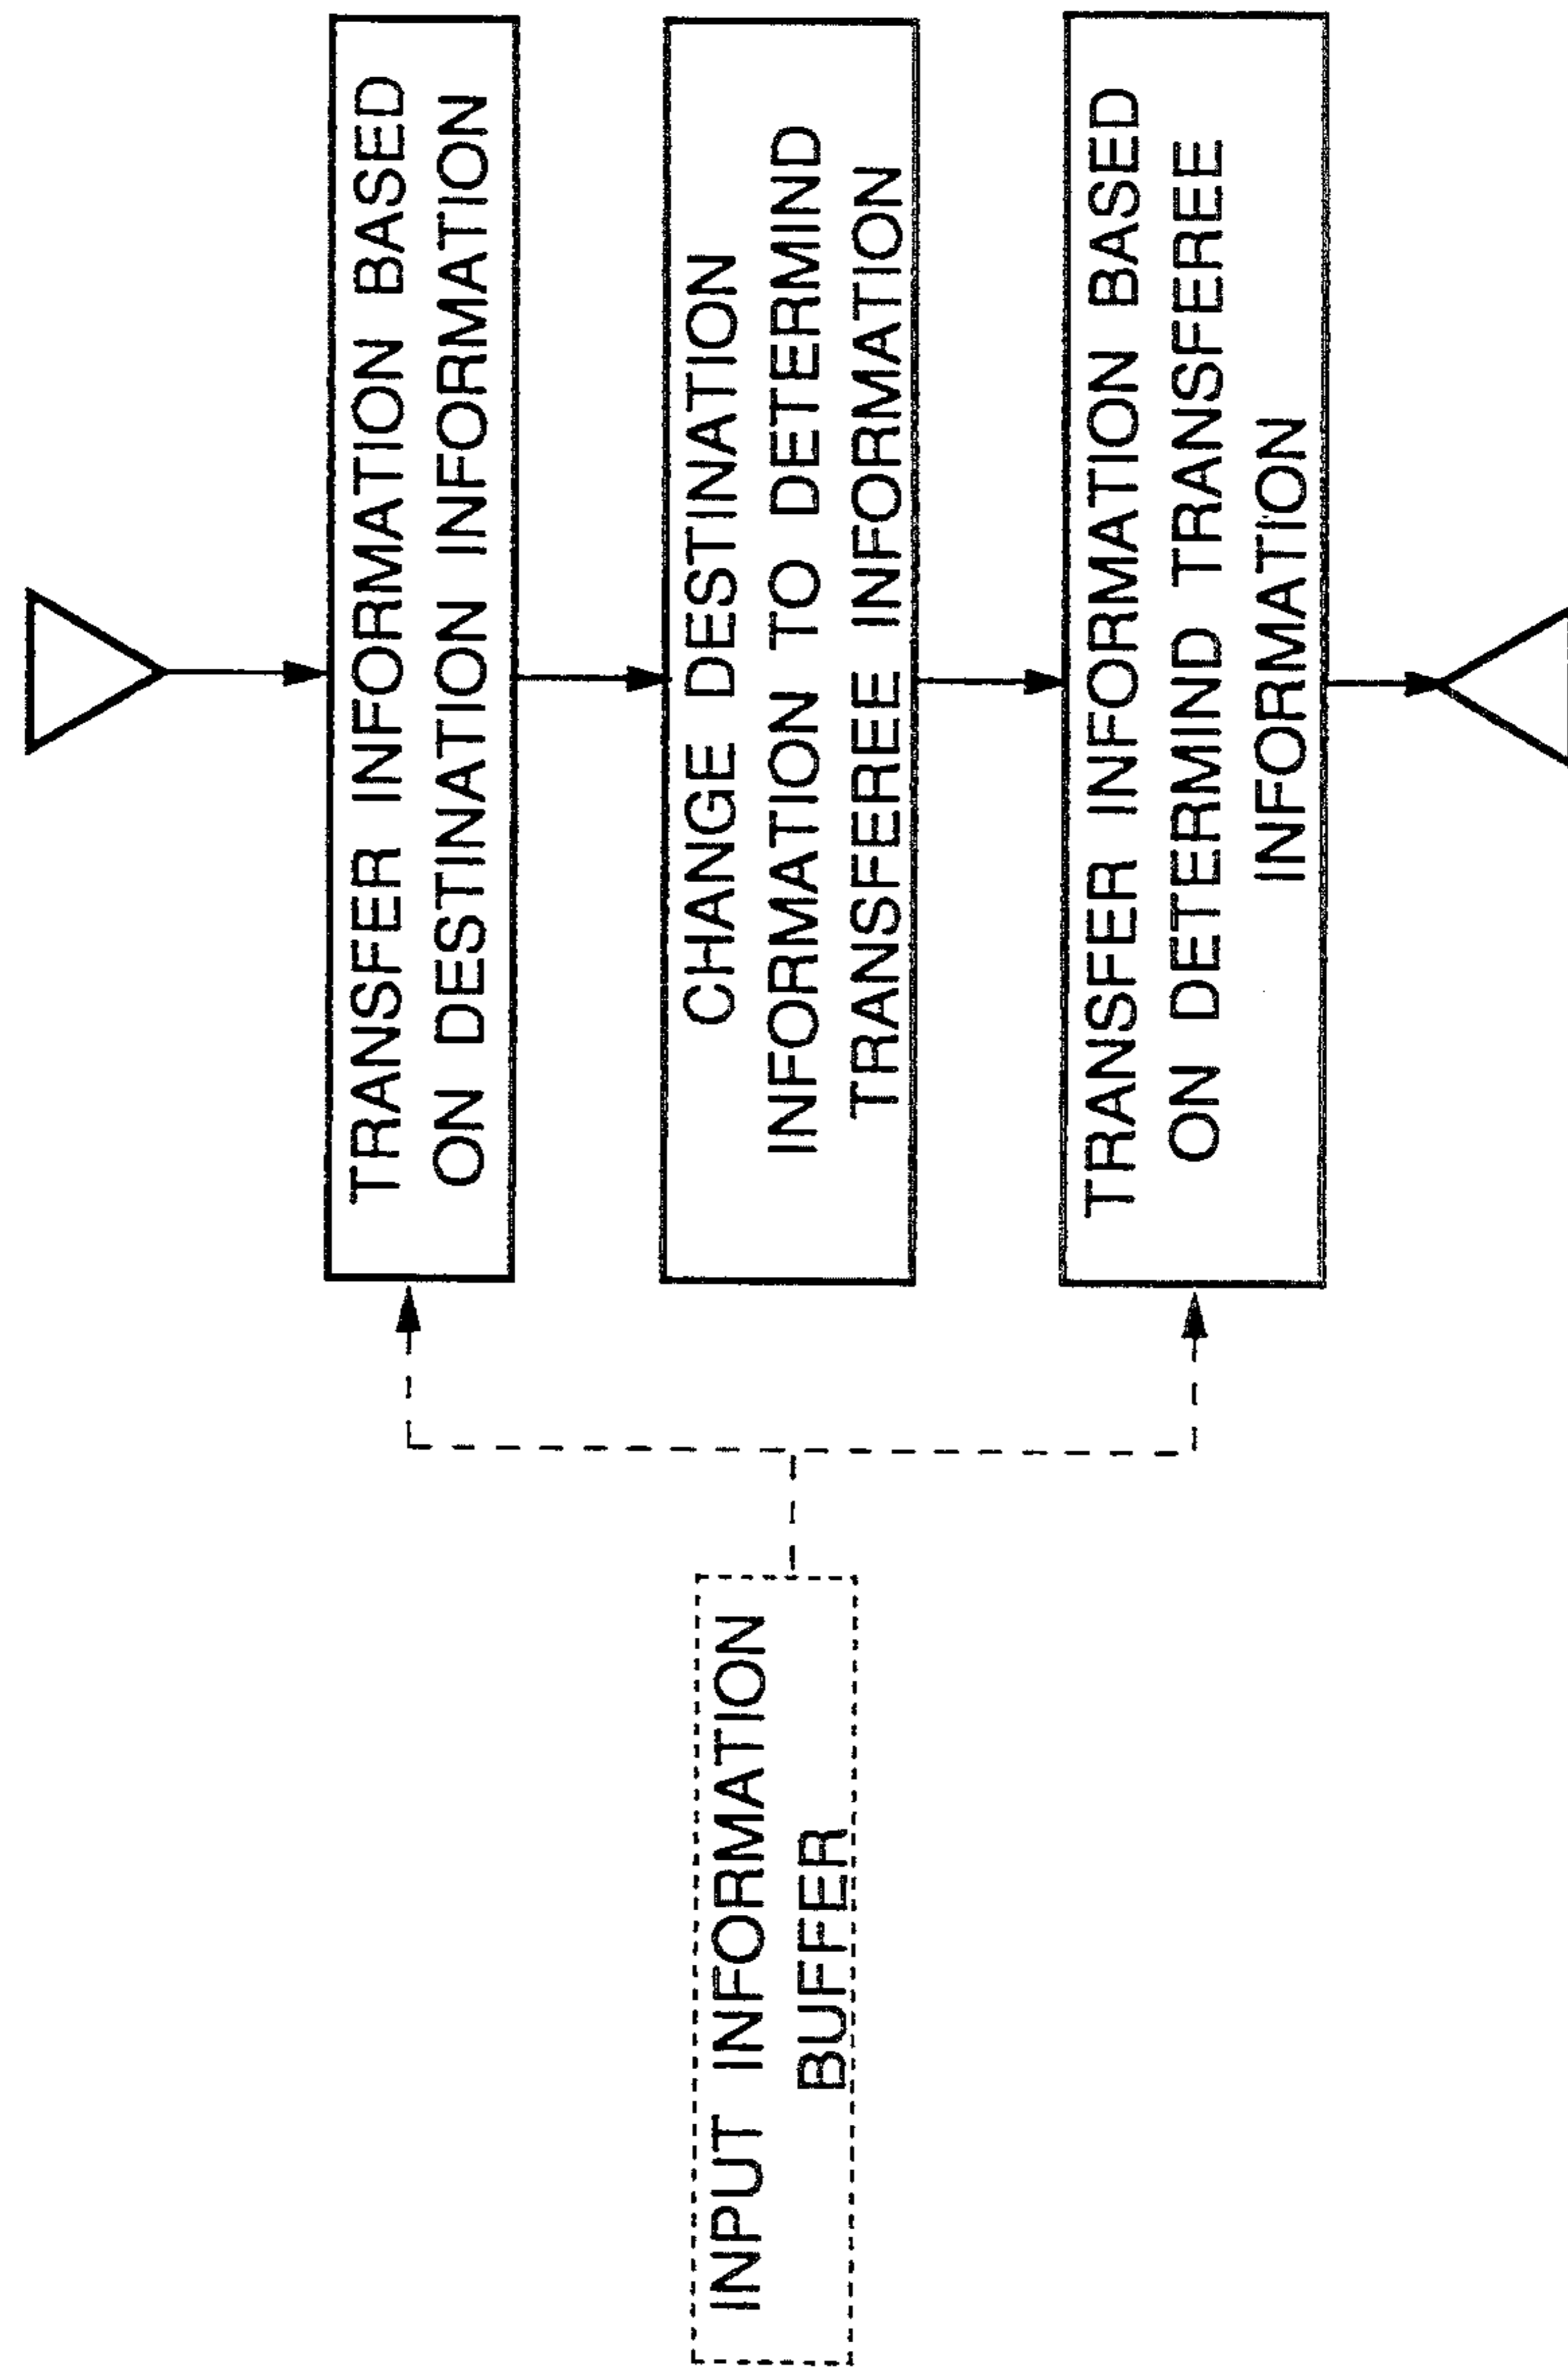 TRANSFER INFORMATION BASED
ON DESTINATION INFORMATION
CHANGE DESTINATION
INFORMATION TO DETERMIND
TRANSFEREE INFORMATION
TRANSFER INFORMATION BASED
ON DETERMIND TRANSFEREE
INFORMATION
INPUT INFORMATION
BUFFER